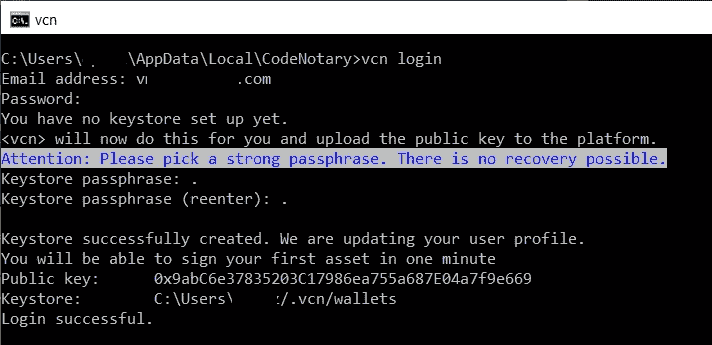 vcn
C:\Users\ \AppData\Local\CodeNotary>vcn login
Email address: .com
Password:
You have no keystore set up yet.
<vcn> will now do this for you and upload the public key to the platform.
Attention: Please pick a strong passphrase. There is no recovery possible.
Keystore passphrase: .
Keystore passphrase (reenter): .
Keystore successfully created. We are updating your user profile.
You will be able to sign your first asset in one minute
Public key: 0x9abC6e37835203C17986ea755a687E04a7f9e669
Keystore: C:\Users\ /.vcn/wallets
Login successful.